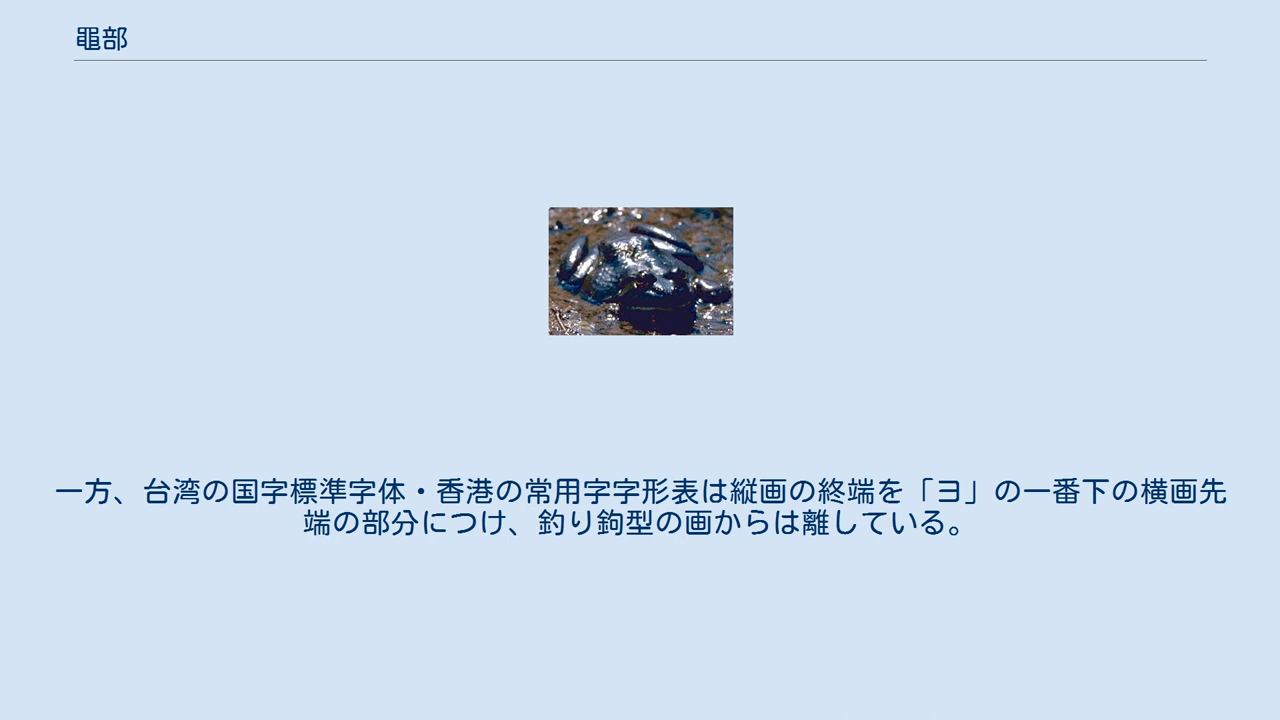 黽部
一方、台湾の国字標準字体・香港の常用字字形表は縦画の終端を「ヨ」の一番下の横画先
端の部分につけ、釣り鉤型の画からは離している。